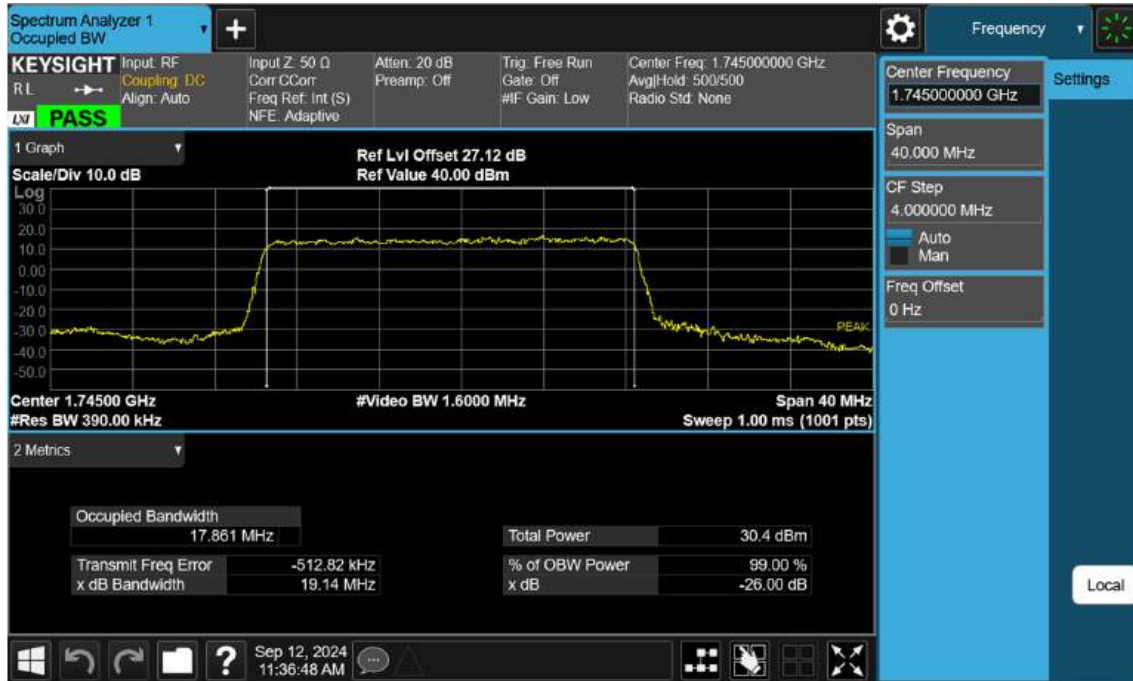 Spectrum Analyzer 1
Occupied BW
+
Frequency
KEYSIGHT
R L
LXI PASS
Input: RF
Coupling: DC
Align: Auto
Input Z: 50 Ω
Corr CCorr
Freq Ref: Int (S)
NFE: Adaptive
Atten: 20 dB
Preamp: Off
Trig: Free Run
Gate: Off
#IF Gain: Low
Center Freq: 1.745000000 GHz
Avg|Hold: 500/500
Radio Std: None
Center Frequency
1.745000000 GHz
Settings
Span
40.000 MHz
CF Step
4.000000 MHz
Auto
Man
Freq Offset
0 Hz
1 Graph
Scale/Div 10.0 dB
Ref Lvl Offset 27.12 dB
Ref Value 40.00 dBm
Log
30.0
20.0
10.0
0.00
-10.0
-20.0
-30.0
-40.0
-50.0
PEAK
Center 1.74500 GHz
#Res BW 390.00 kHz
#Video BW 1.6000 MHz
Span 40 MHz
Sweep 1.00 ms (1001 pts)
2 Metrics
Occupied Bandwidth
17.861 MHz
Total Power 30.4 dBm
Transmit Freq Error -512.82 kHz
% of OBW Power 99.00 %
x dB Bandwidth 19.14 MHz
x dB -26.00 dB
Local
?
Sep 12, 2024
11:36:48 AM